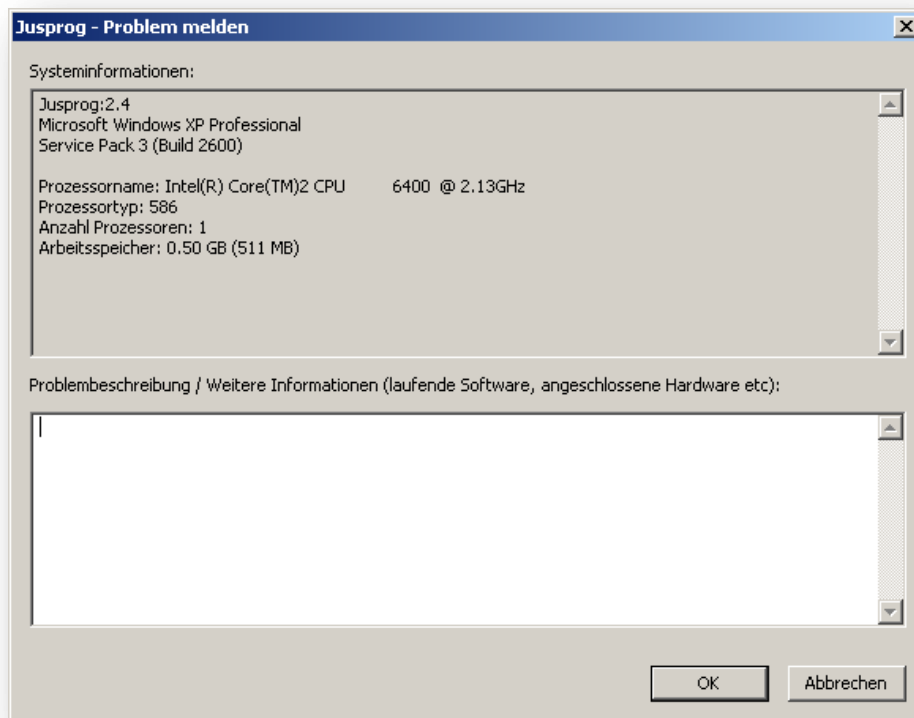 Jusprog - Problem melden
Systeminformationen:
Jusprog:2.4
Microsoft Windows XP Professional
Service Pack 3 (Build 2600)
Prozessorname: Intel(R) Core(TM)2 CPU 6400 @ 2.13GHz
Prozessortyp: 586
Anzahl Prozessoren: 1
Arbeitsspeicher: 0.50 GB (511 MB)
Problembeschreibung / Weitere Informationen (laufende Software, angeschlossene Hardware etc):
OK Abbrechen